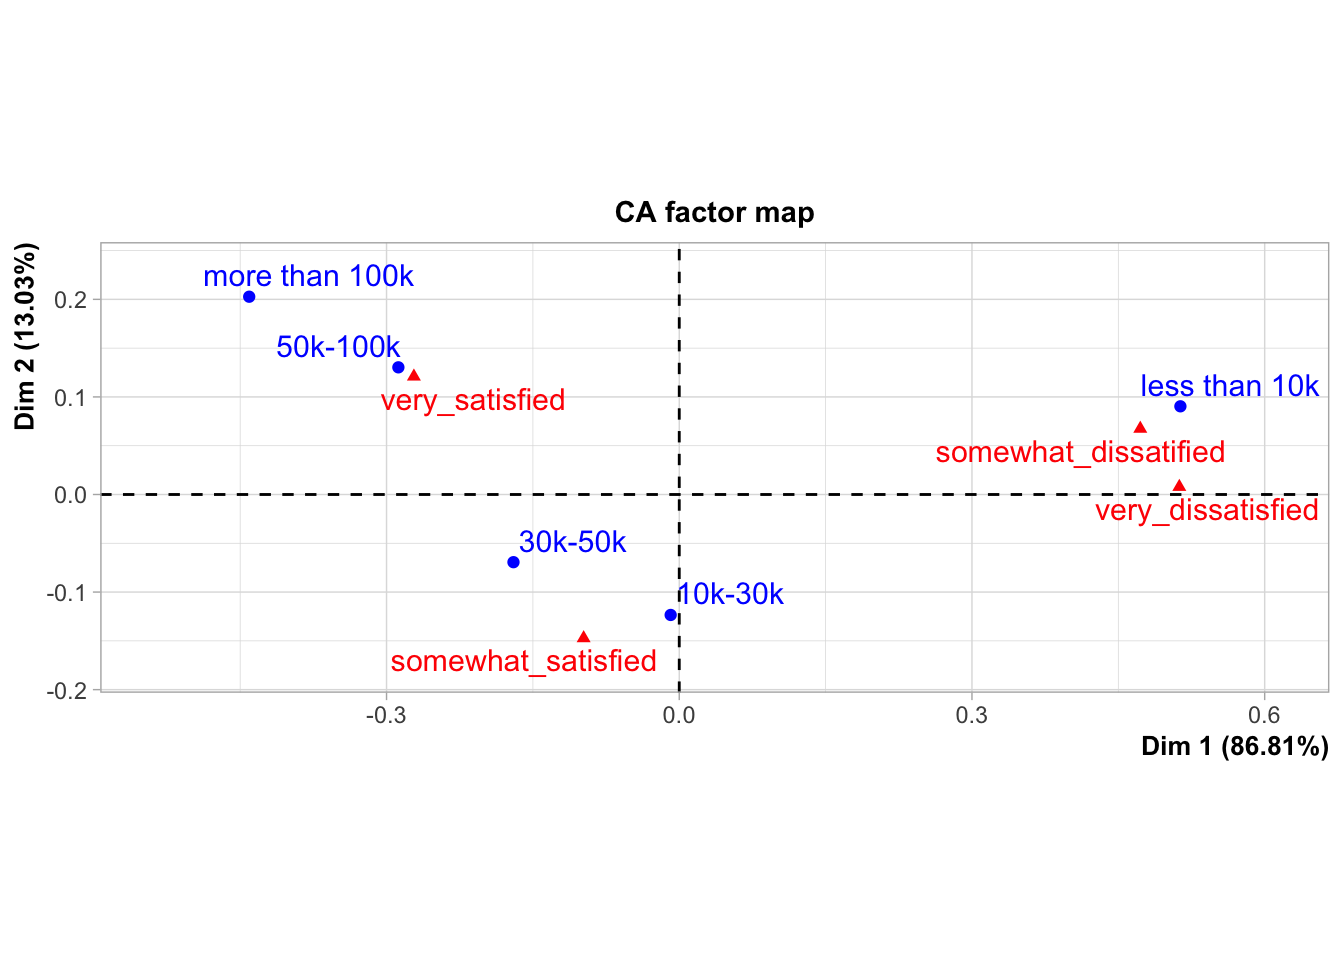 CA factor map
Dim 2 (13.03%)
0.2
0.1
0.0
-0.1
-0.2
more than 100k
50k-100k
very_satisfied
less than 10k
somewhat_dissatified
very_dissatisfied
30k-50k
10k-30k
somewhat_satisfied
-0.3
0.0
0.3
0.6
Dim 1 (86.81%)